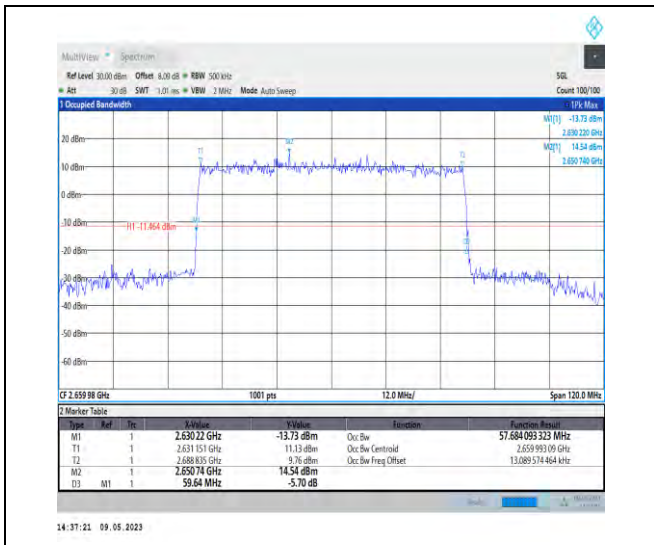 MultiView Spectrum
Ref Level 30.00 dBm Offset 8.09 dB RBW 500 kHz SGL
Att 30 dB SWT 1.01 ms VBW 2 MHz Mode Auto Sweep Count 100/100
1 Occupied Bandwidth 1Pk Max
M1[1] -13.73 dBm
2.630 220 GHz
M2[1] 14.54 dBm
2.650 740 GHz
20 dBm
M2
T1
10 dBm
0 dBm
-10 dBm
M1
H1 -11.464 dBm
-20 dBm
-30 dBm
-40 dBm
-50 dBm
-60 dBm
CF 2.659 98 GHz 1001 pts 12.0 MHz/ Span 120.0 MHz
2 Marker Table
Type Ref Trc X-Value Y-Value Function Function Result
M1 1 2.630 22 GHz -13.73 dBm Occ Bw 57.684 093 323 MHz
T1 1 2.631 151 GHz 11.13 dBm Occ Bw Centroid 2.659 993 09 GHz
T2 1 2.688 835 GHz 9.76 dBm Occ Bw Freq Offset 13.089 574 464 kHz
M2 1 2.650 74 GHz 14.54 dBm
D3 M1 1 59.64 MHz -5.70 dB
14:37:21 09.05.2023